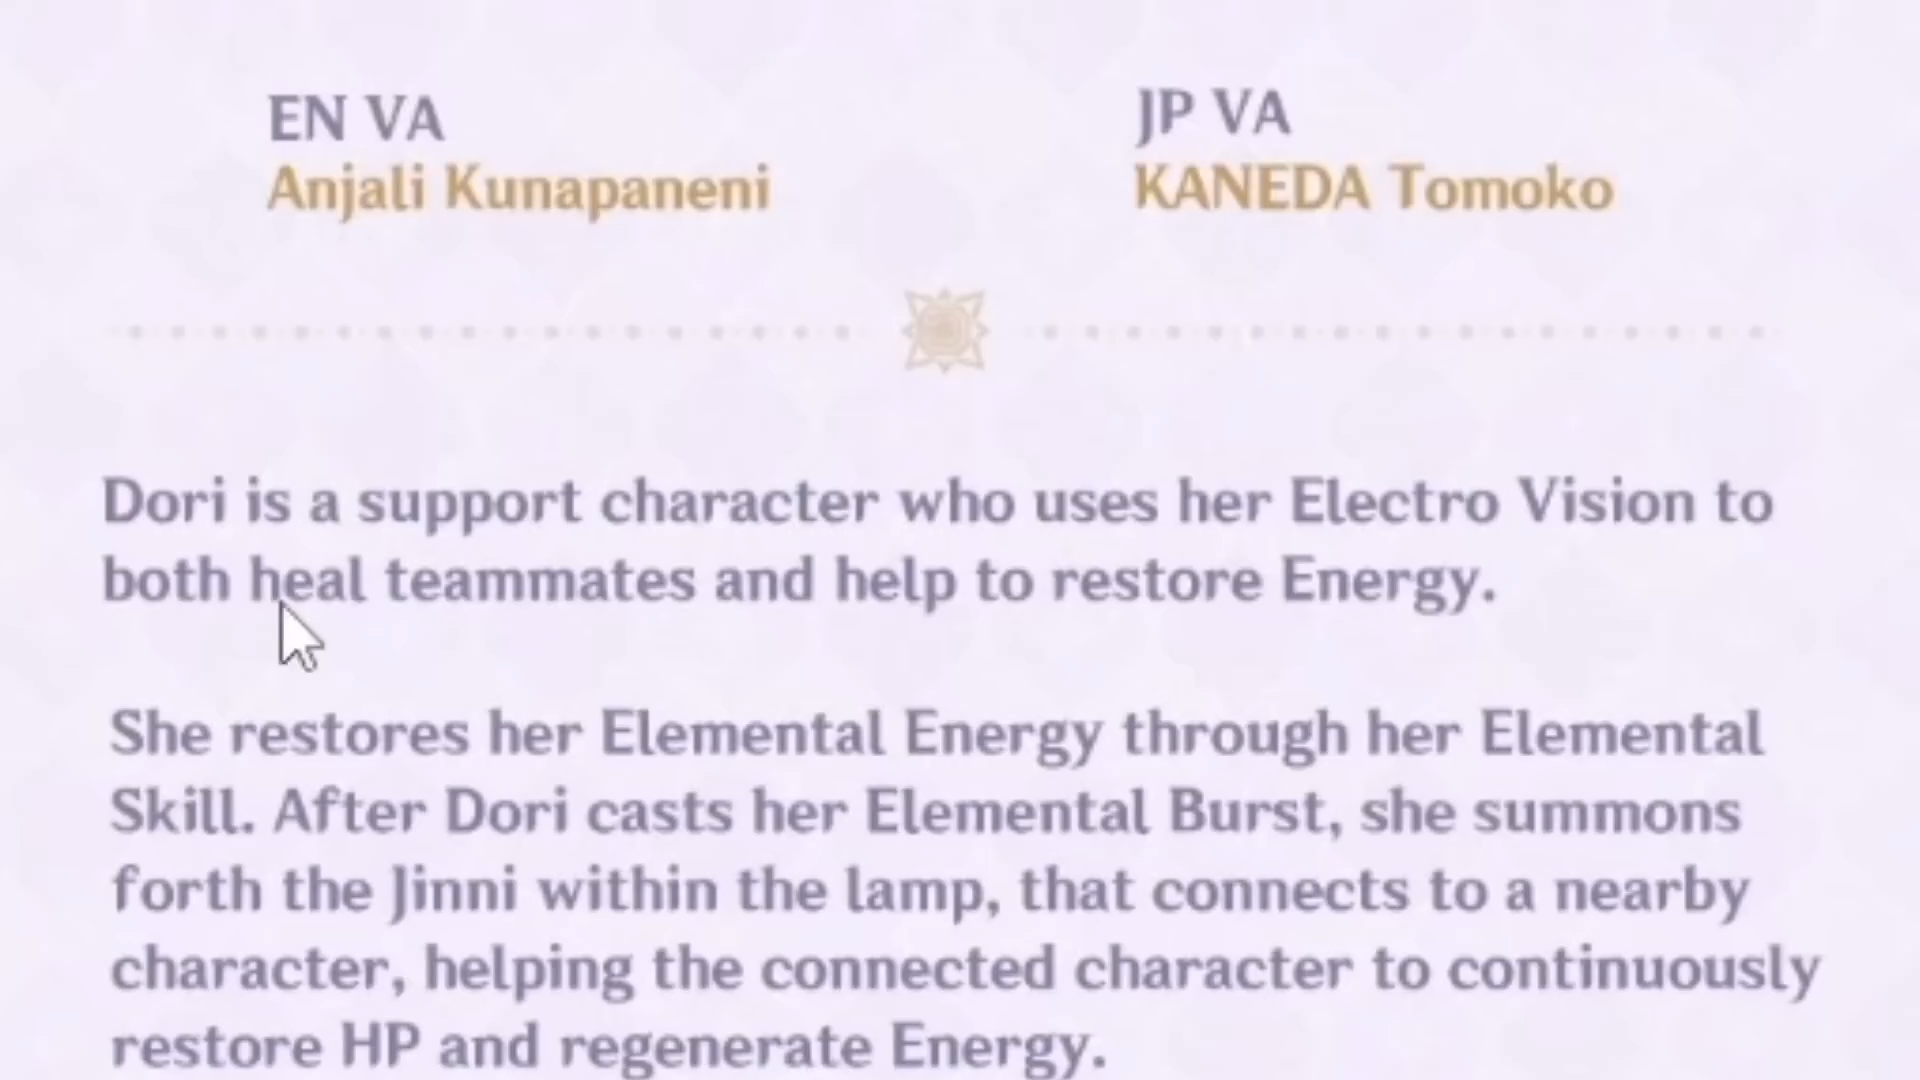 EN VA
Anjali Kunapaneni
JP VA
KANEDA Tomoko
Dori is a support character who uses her Electro Vision to
both heal teammates and help to restore Energy.
She restores her Elemental Energy through her Elemental
Skill. After Dori casts her Elemental Burst, she summons
forth the Jinni within the lamp, that connects to a nearby
character, helping the connected character to continuously
restore HP and regenerate Energy.